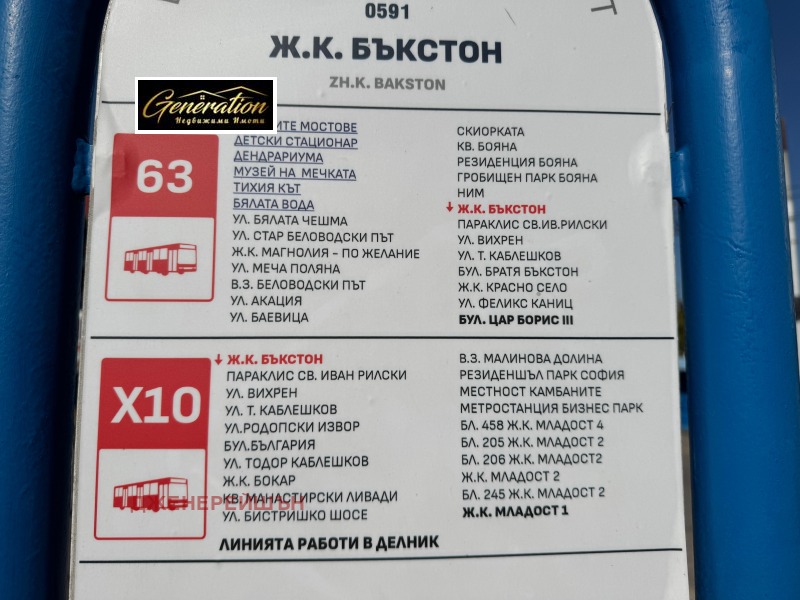 0591
Ж.К. БЪКСТОН
ZH.K. BAKSTON
Generation
Недвижими Имоти
63
МОСТОВЕ
ДЕТСКИ СТАЦИОНАР
ДЕНДРАРИУМА
МУЗЕЙ НА МЕЧКАТА
ТИХИЯ КЪТ
БЯЛАТА ВОДА
УЛ. БЯЛАТА ЧЕШМА
УЛ. СТАР БЕЛОВОДСКИ ПЪТ
Ж.К. МАГНОЛИЯ - ПО ЖЕЛАНИЕ
УЛ. МЕЧА ПОЛЯНА
В.З. БЕЛОВОДСКИ ПЪТ
УЛ. АКАЦИЯ
УЛ. БАЕВИЦА
СКИОРКАТА
КВ. БОЯНА
РЕЗИДЕНЦИЯ БОЯНА
ГРОБИЩЕН ПАРК БОЯНА
НИМ
Ж.К. БЪКСТОН
ПАРАКЛИС СВ.ИВ.РИЛСКИ
УЛ. ВИХРЕН
УЛ. Т. КАБЛЕШКОВ
БУЛ. БРАТЯ БЪКСТОН
Ж.К. КРАСНО СЕЛО
УЛ. ФЕЛИКС КАНИЦ
БУЛ. ЦАР БОРИС III
X10
Ж.К. БЪКСТОН
ПАРАКЛИС СВ. ИВАН РИЛСКИ
УЛ. ВИХРЕН
УЛ. Т. КАБЛЕШКОВ
УЛ.РОДОПСКИ ИЗВОР
БУЛ.БЪЛГАРИЯ
УЛ. ТОДОР КАБЛЕШКОВ
Ж.К. БОКАР
КВ. МАНАСТИРСКИ ЛИВАДИ
УЛ. БИСТРИШКО ШОСЕ
ДЖЕНЕРЕЙШЪН
В.З. МАЛИНОВА ДОЛИНА
РЕЗИДЕНШЪЛ ПАРК СОФИЯ
МЕСТНОСТ КАМБАНИТЕ
МЕТРОСТАНЦИЯ БИЗНЕС ПАРК
БЛ. 458 Ж.К. МЛАДОСТ 4
БЛ. 205 Ж.К. МЛАДОСТ 2
БЛ. 206 Ж.К. МЛАДОСТ2
Ж.К. МЛАДОСТ 2
БЛ. 245 Ж.К. МЛАДОСТ 2
Ж.К. МЛАДОСТ 1
ЛИНИЯТА РАБОТИ В ДЕЛНИК